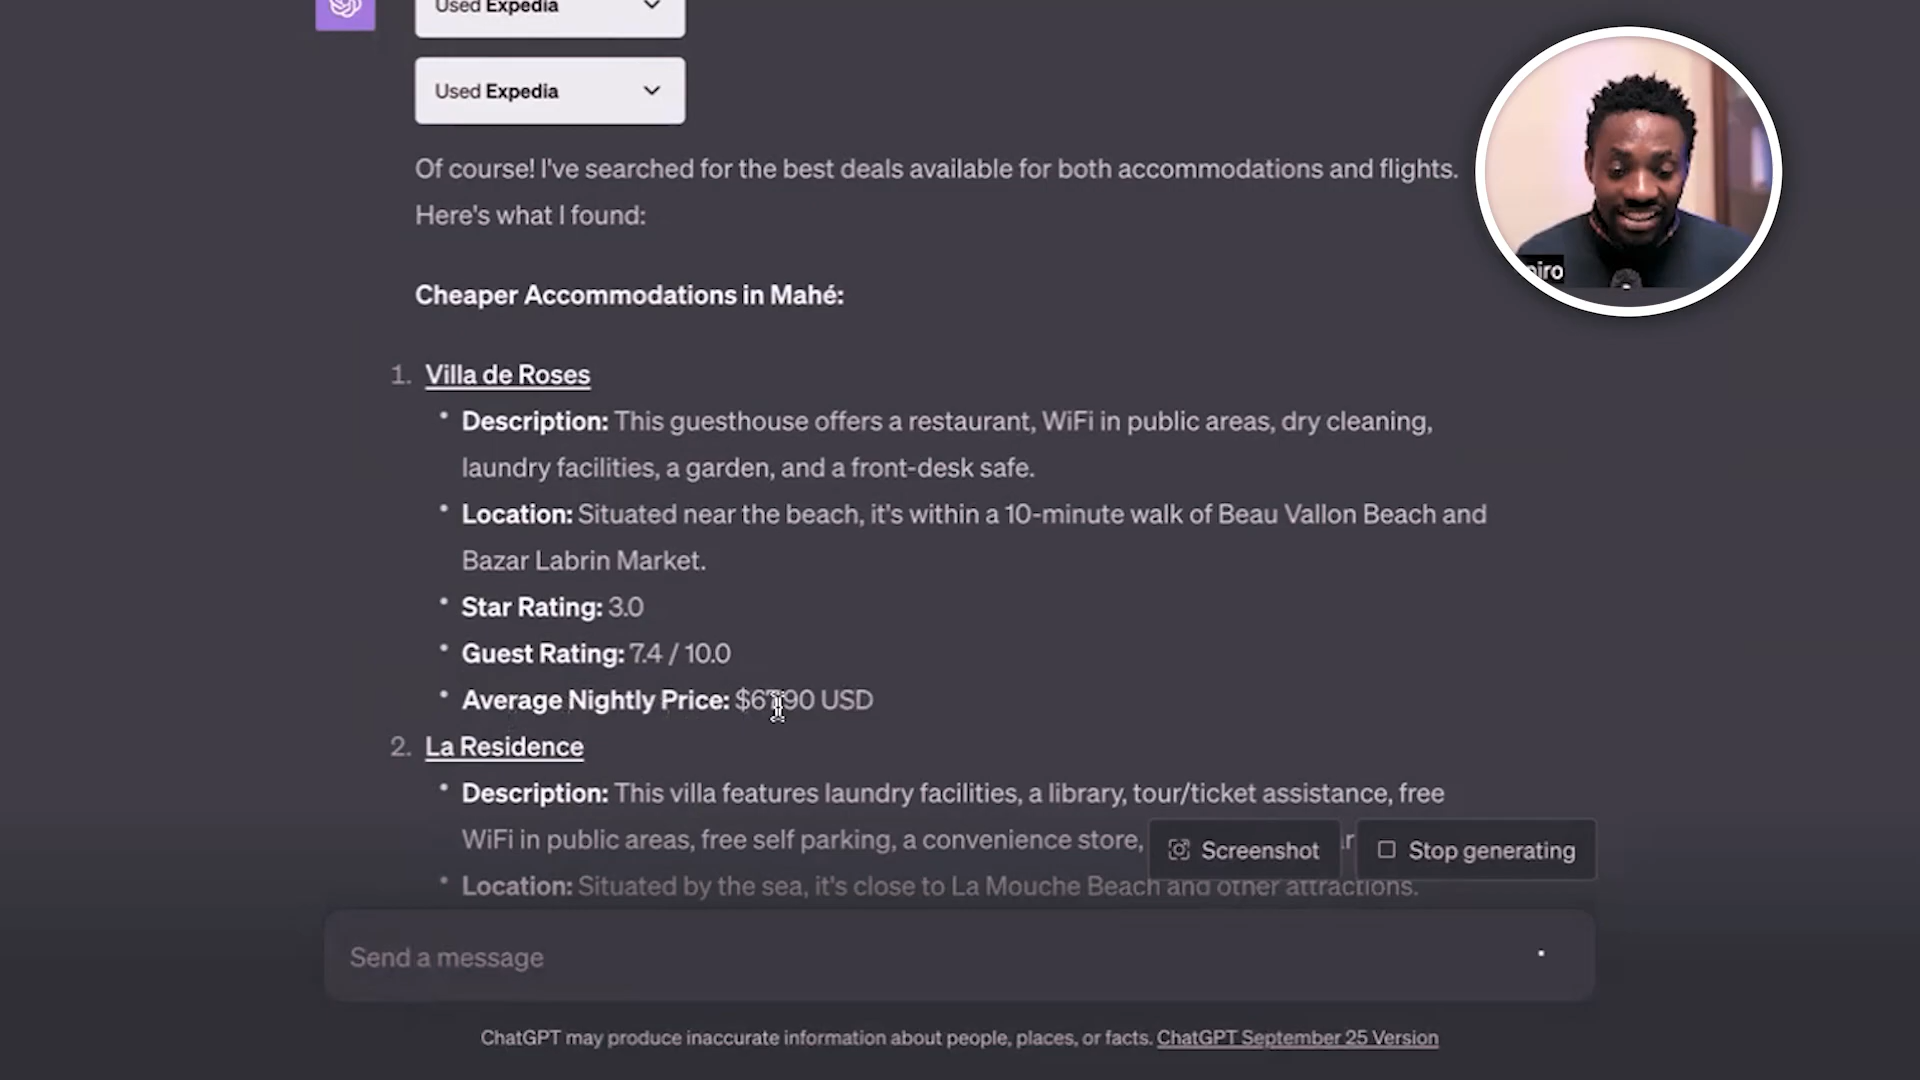 Used Expedia
Used Expedia
Of course! I've searched for the best deals available for both accommodations and flights.
Here's what I found:
Cheaper Accommodations in Mahé:
1. Villa de Roses
• Description: This guesthouse offers a restaurant, WiFi in public areas, dry cleaning,
laundry facilities, a garden, and a front-desk safe.
• Location: Situated near the beach, it's within a 10-minute walk of Beau Vallon Beach and
Bazar Labrin Market.
• Star Rating: 3.0
• Guest Rating: 7.4 / 10.0
• Average Nightly Price: USD
2. La Residence
• Description: This villa features laundry facilities, a library, tour/ticket assistance, free
WiFi in public areas, free self parking, a convenience store,
Screenshot
Stop generating
• Location: Situated by the sea, it's close to La Mouche Beach and other attractions.
Send a message
ChatGPT may produce inaccurate information about people, places, or facts. ChatGPT September 25 Version